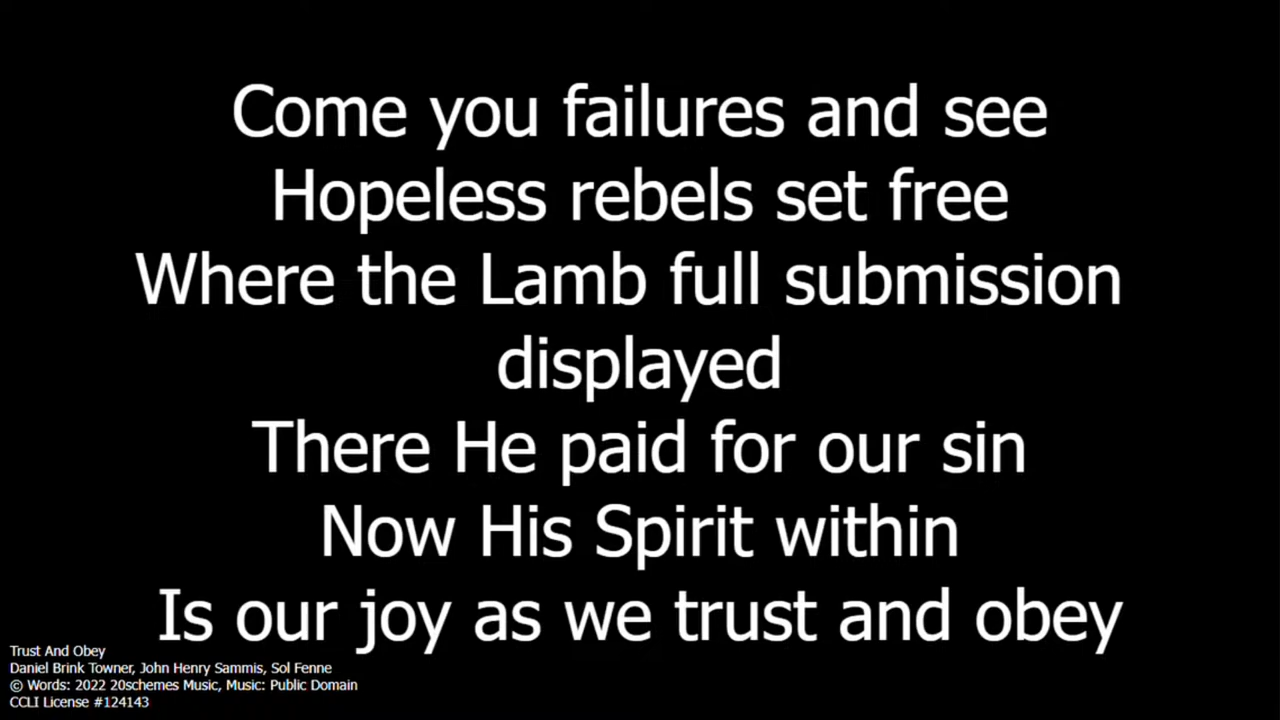 Come you failures and see
Hopeless rebels set free
Where the Lamb full submission
displayed
There He paid for our sin
Now His Spirit within
Is our joy as we trust and obey
Trust And Obey
Daniel Brink Towner, John Henry Sammis, Sol Fenne
© Words: 2022 20schemes Music, Music: Public Domain
CCLI License #124143